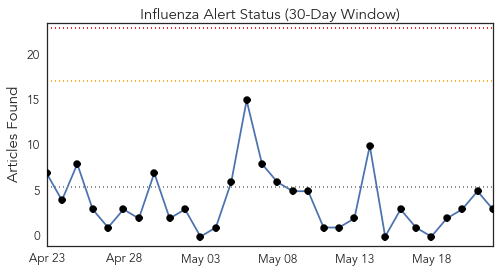 Influenza Alert Status (30-Day Window)
Articles Found
20
15
10
5
0
Apr 23 Apr 28 May 03 May 08 May 13 May 18